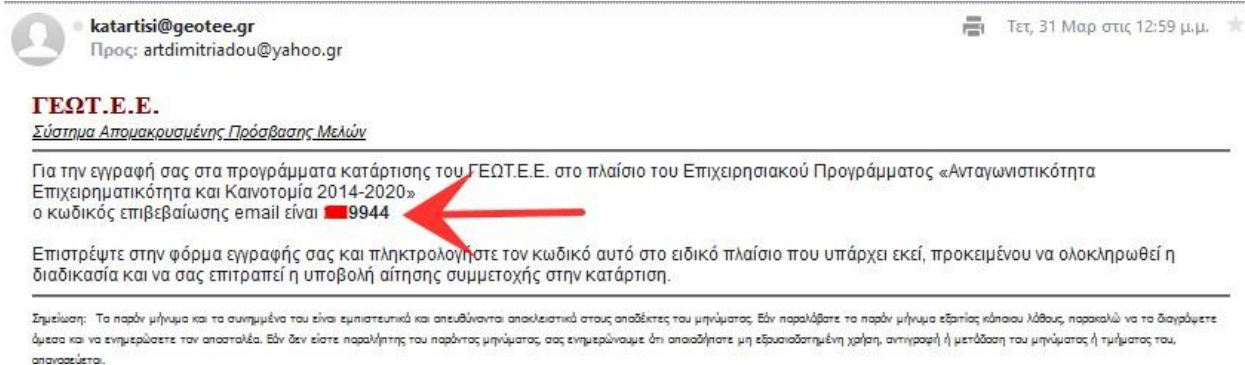 katartisi@geotee.gr
Τετ, 31 Μαρ στις 12:59 μ.μ.
Προς: artdimitriadou@yahoo.gr
ΓΕΩΤ.Ε.Ε.
Σύστημα Απομακρυσμένης Πρόσβασης Μελών
Για την εγγραφή σας στα προγράμματα κατάρτισης του ΓΕΩΤ.Ε.Ε. στο πλαίσιο του Επιχειρησιακού Προγράμματος «Ανταγωνιστικότητα
Επιχειρηματικότητα και Καινοτομία 2014-2020»
ο κωδικός επιβεβαίωσης email είναι 9944
Επιστρέψτε στην φόρμα εγγραφής σας και πληκτρολογήστε τον κωδικό αυτό στο ειδικό πλαίσιο που υπάρχει εκεί, προκειμένου να ολοκληρωθεί η
διαδικασία και να σας επιτραπεί η υποβολή αίτησης συμμετοχής στην κατάρτιση.
Σημείωση: Το παρόν μήνυμα και τα συνημμένα του είναι εμπιστευτικά και απευθύνονται αποκλειστικά στους αποδέκτες του μηνύματος. Εάν παραλάβατε το παρόν μήνυμα εξαιτίας κάποιου λάθους, παρακαλώ να το διαγράψετε
άμεσα και να ενημερώσετε τον αποστολέα. Εάν δεν είστε παραλήπτης του παρόντος μηνύματος, σας ενημερώνουμε ότι οποιαδήποτε μη εξουσιοδοτημένη χρήση, αντιγραφή ή μετάδοση του μηνύματος ή τμήματος του,
απαγορεύεται.